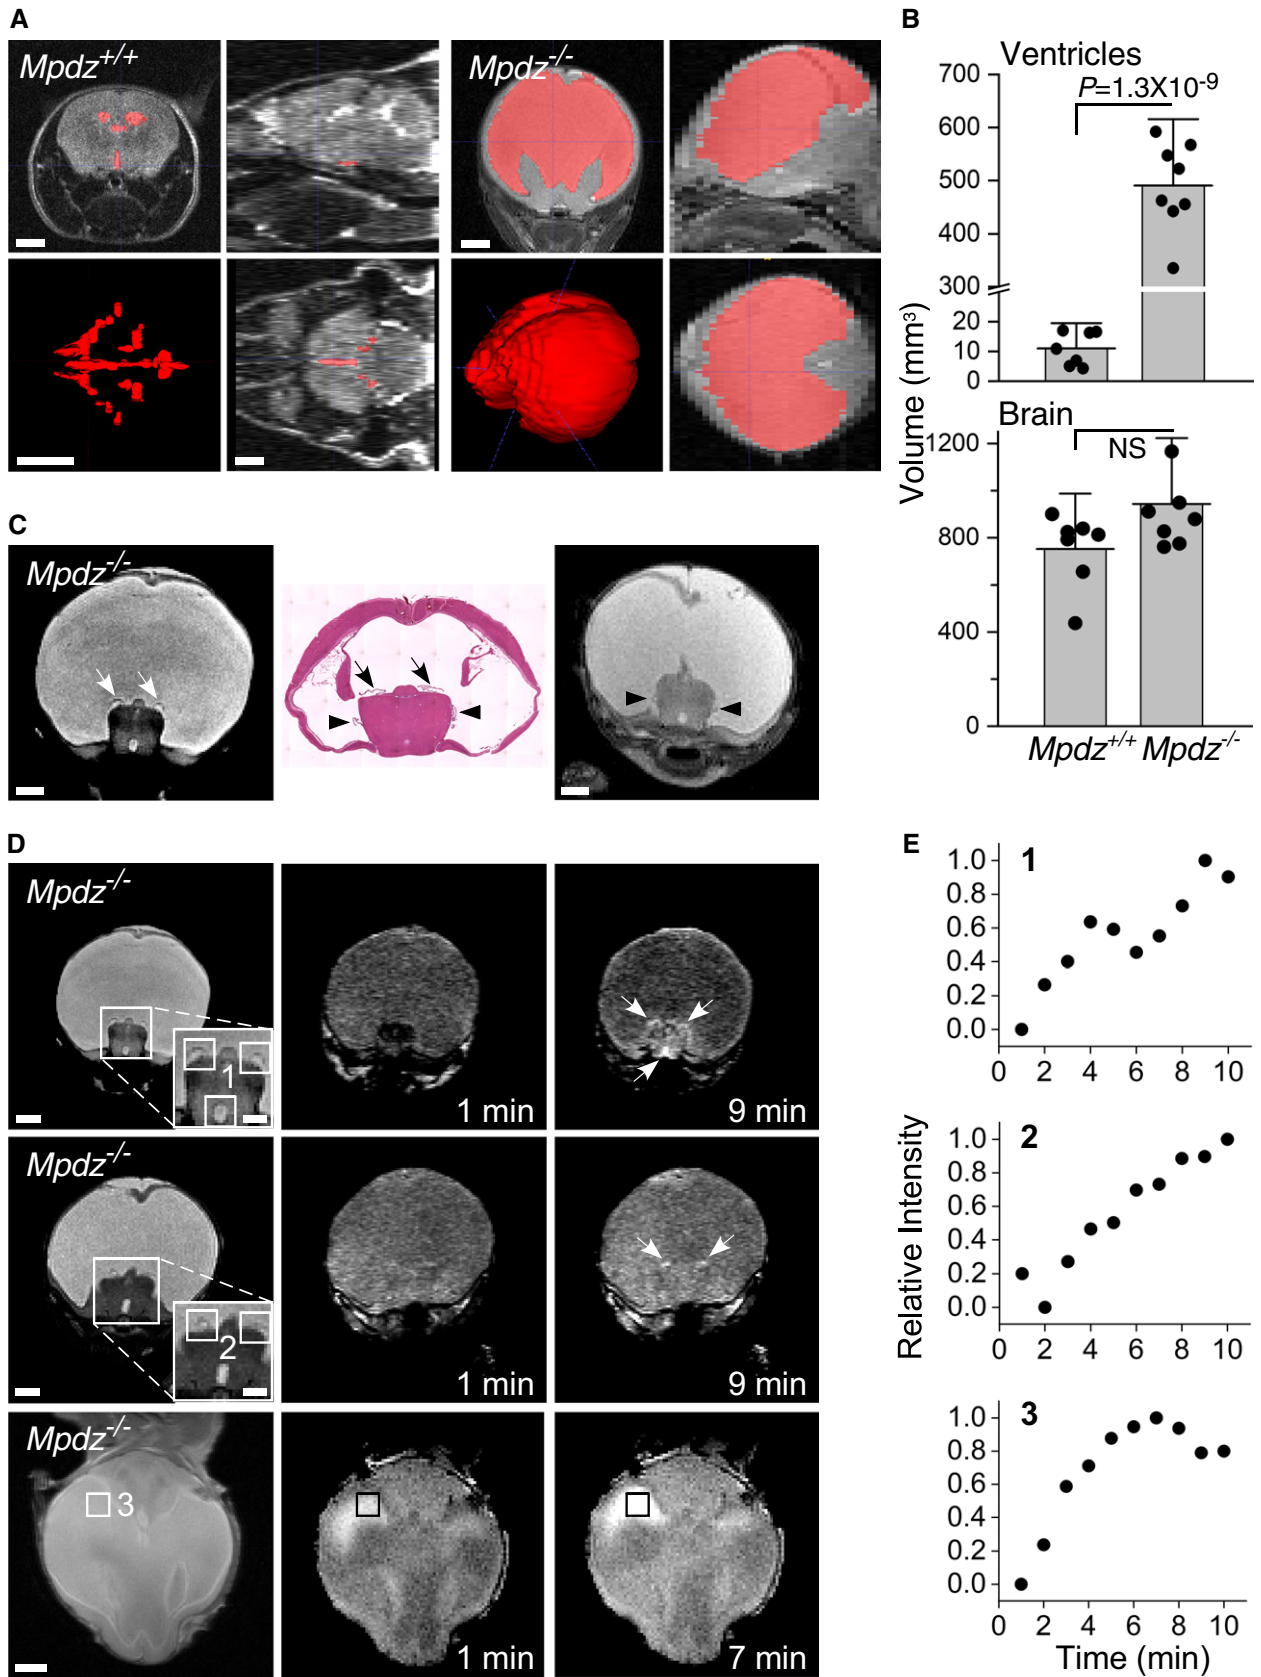 A
Mpdz+/+
Mpdz-/-
B
Ventricles
P=1.3X10-9
700
600
500
400
300
20
10
0
Volume (mm3)
Brain
NS
1200
800
400
0
Mpdz+/+ Mpdz-/-
C
Mpdz-/-
D
Mpdz-/-
1
1 min
9 min
Mpdz-/-
2
1 min
9 min
Mpdz-/-
3
1 min
7 min
E
1
1.0
0.8
0.6
0.4
0.2
0.0
0 2 4 6 8 10
2
1.0
0.8
0.6
0.4
0.2
0.0
0 2 4 6 8 10
Relative Intensity
3
1.0
0.8
0.6
0.4
0.2
0.0
0 2 4 6 8 10
Time (min)